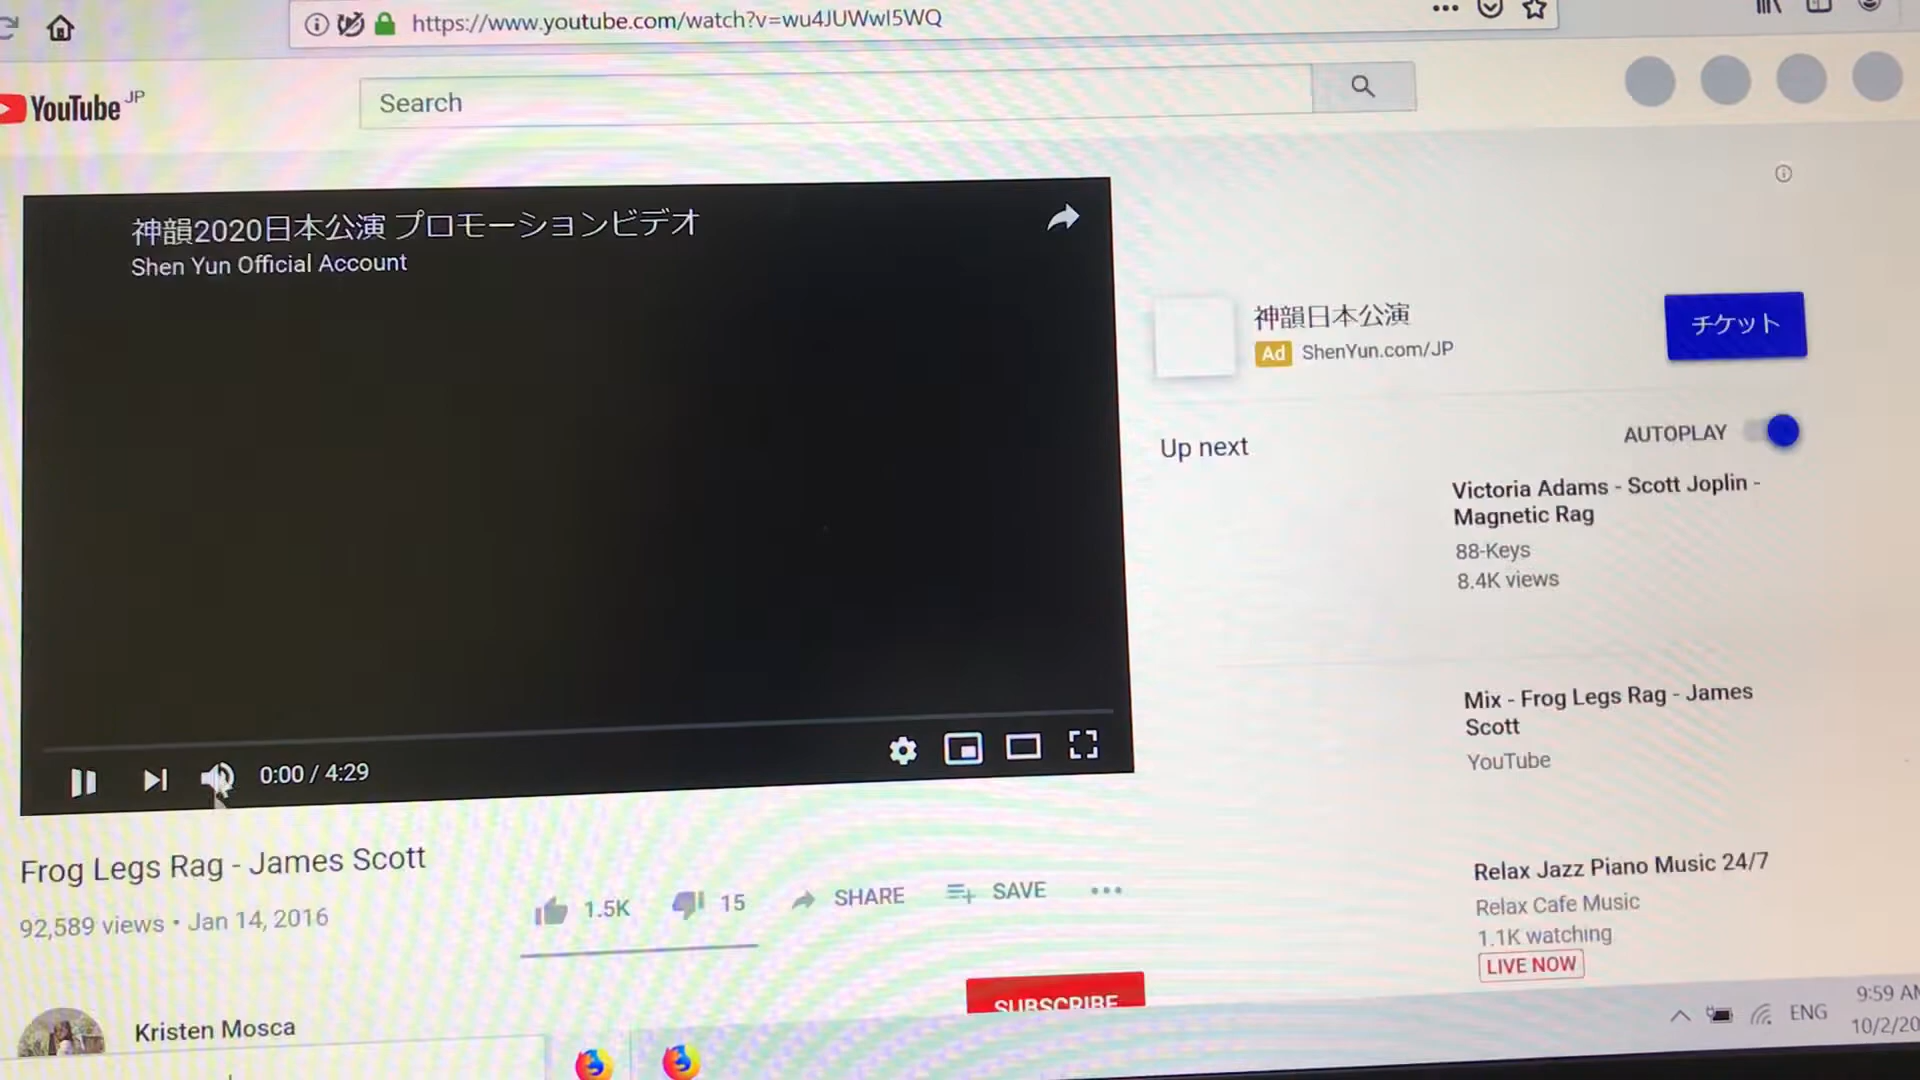 https://www.youtube.com/watch?v=wu4JUWwI5WQ
YouTube JP
Search
神韻2020日本公演 プロモーションビデオ
Shen Yun Official Account
神韻日本公演
Ad ShenYun.com/JP
チケット
Up next
AUTOPLAY
Victoria Adams - Scott Joplin -
Magnetic Rag
88-Keys
8.4K views
Mix - Frog Legs Rag - James
Scott
YouTube
Relax Jazz Piano Music 24/7
Relax Cafe Music
1.1K watching
LIVE NOW
0:00 / 4:29
Frog Legs Rag - James Scott
92,589 views • Jan 14, 2016
1.5K
15
SHARE
SAVE
SUBSCRIBE
Kristen Mosca
ENG
9:59 AM
10/2/20